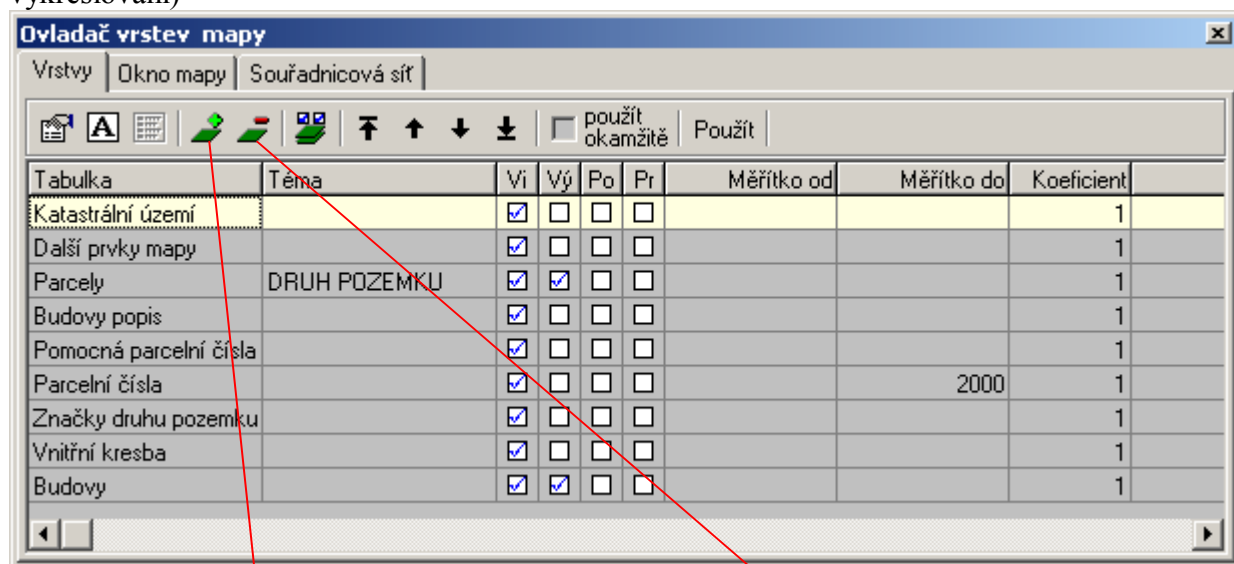 vykreslování)
Ovladač vrstev mapy
Vrstvy Okno mapy Souřadnicová síť
A použít okamžitě Použít
Tabulka Téma Vi Vý Po Pr Měřítko od Měřítko do Koeficient
Katastrální území 1
Další prvky mapy 1
Parcely DRUH POZEMKU 1
Budovy popis 1
Pomocná parcelní čísla 1
Parcelní čísla 2000 1
Značky druhu pozemku 1
Vnitřní kresba 1
Budovy 1